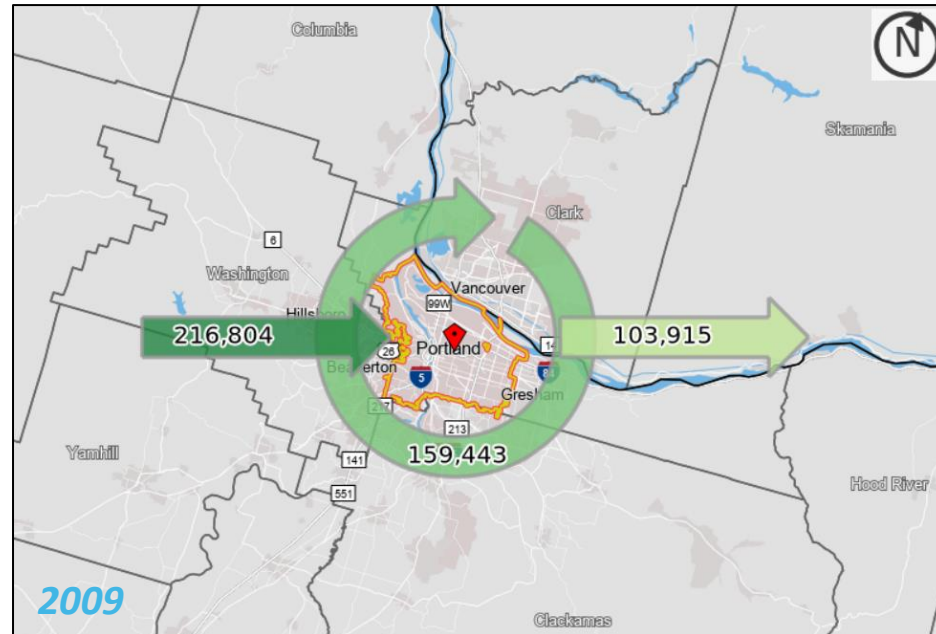 Columbia
N
Skamania
Clark
6
Washington
Vancouver
Hillsboro
99W
216,804
103,915
14
26
Portland
Beaverton
5
84
Gresham
217
213
159,443
Yamhill
141
551
Hood River
2009
Clackamas